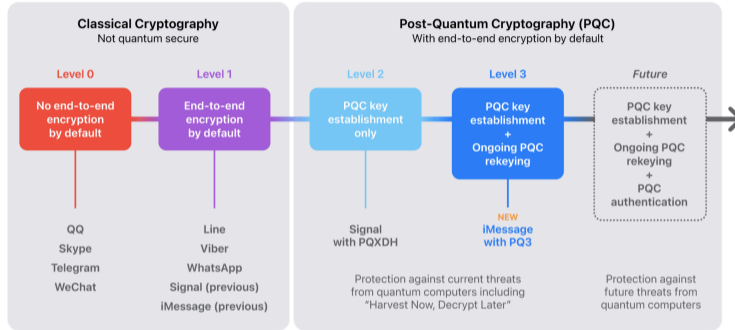 Classical Cryptography
Not quantum secure
Post-Quantum Cryptography (PQC)
With end-to-end encryption by default
Level 0
Level 1
Level 2
Level 3
Future
No end-to-end
encryption
by default
End-to-end
encryption
by default
PQC key
establishment
only
PQC key
establishment
+
Ongoing PQC
rekeying
PQC key
establishment
+
Ongoing PQC
rekeying
+
PQC
authentication
QQ
Skype
Telegram
WeChat
Line
Viber
WhatsApp
Signal (previous)
iMessage (previous)
Signal
with PQXDH
NEW
iMessage
with PQ3
Protection against current threats
from quantum computers including
“Harvest Now, Decrypt Later”
Protection against
future threats from
quantum computers